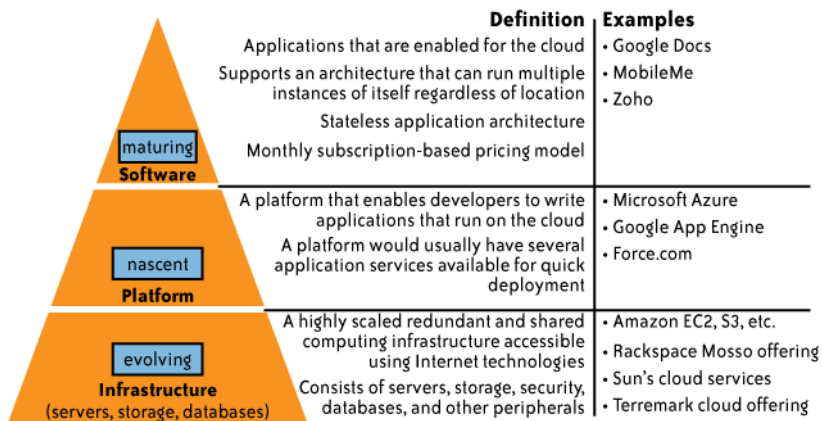 Definition
Examples
Applications that are enabled for the cloud
Supports an architecture that can run multiple
instances of itself regardless of location
Stateless application architecture
Monthly subscription-based pricing model
• Google Docs
• MobileMe
• Zoho
maturing
Software
A platform that enables developers to write
applications that run on the cloud
A platform would usually have several
application services available for quick
deployment
• Microsoft Azure
• Google App Engine
• Force.com
nascent
Platform
A highly scaled redundant and shared
computing infrastructure accessible
using Internet technologies
Consists of servers, storage, security,
databases, and other peripherals
• Amazon EC2, S3, etc.
• Rackspace Mosso offering
• Sun's cloud services
• Terremark cloud offering
evolving
Infrastructure
(servers, storage, databases)